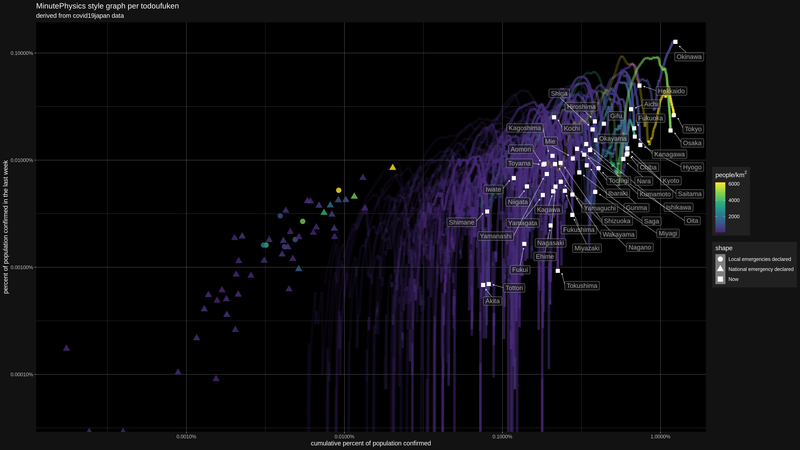 MinutePhysics style graph per todoufuken
derived from covid19japan data
0.10000%
0.01000%
0.00100%
0.00010%
percent of population confirmed in the last week
0.0010%
0.0100%
0.1000%
1.0000%
cumulative percent of population confirmed
Okinawa
Hokkaido
Shiga
Aichi
Hiroshima
Gifu
Fukuoka
Kagoshima
Kochi
Tokyo
Mie
Okayama
Osaka
Aomori
Kanagawa
Toyama
Chiba
Hyogo
Tochigi
Nara
Kyoto
Iwate
Ibaraki
Kumamoto
Saitama
Niigata
Kagawa
Yamaguchi
Gunma
Ishikawa
Shimane
Yamagata
Shizuoka
Saga
Oita
Yamanashi
Fukushima
Wakayama
Miyagi
Nagasaki
Miyazaki
Nagano
Ehime
Fukui
Tokushima
Tottori
Akita
people/km²
6000
4000
2000
shape
Local emergencies declared
National emergency declared
Now